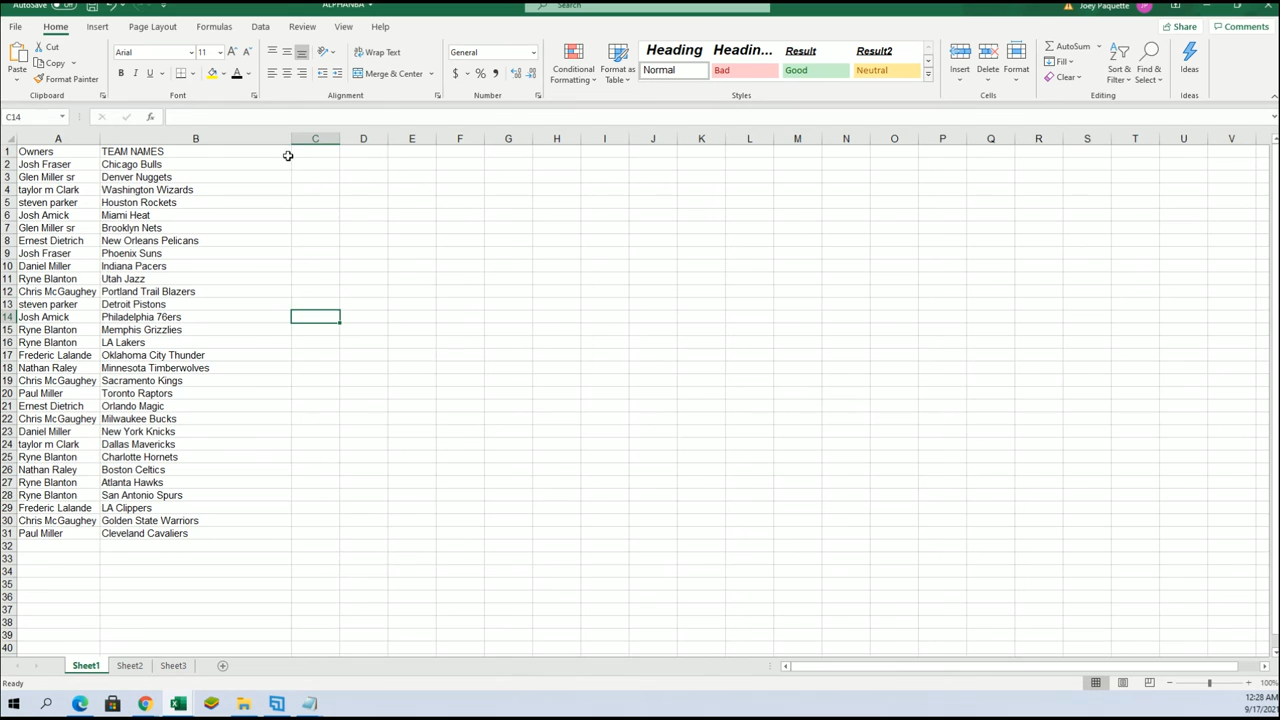 AutoSave Off
ALPHANBA
Search
Joey Paquette JP
File Home Insert Page Layout Formulas Data Review View Help
Share Comments
Paste
Cut
Copy
Format Painter
Arial 11
B I U
Wrap Text
Merge & Center
General
$ % ,
Conditional Formatting
Format as Table
Heading Headin... Result Result2
Normal Bad Good Neutral
Insert Delete Format
AutoSum
Fill
Clear
Sort & Filter
Find & Select
Ideas
Clipboard Font Alignment Number Styles Cells Editing Ideas
C14 fx
A B C D E F G H I J K L M N O P Q R S T U V
1 Owners TEAM NAMES
2 Josh Fraser Chicago Bulls
3 Glen Miller sr Denver Nuggets
4 taylor m Clark Washington Wizards
5 steven parker Houston Rockets
6 Josh Amick Miami Heat
7 Glen Miller sr Brooklyn Nets
8 Ernest Dietrich New Orleans Pelicans
9 Josh Fraser Phoenix Suns
10 Daniel Miller Indiana Pacers
11 Ryne Blanton Utah Jazz
12 Chris McGaughey Portland Trail Blazers
13 steven parker Detroit Pistons
14 Josh Amick Philadelphia 76ers
15 Ryne Blanton Memphis Grizzlies
16 Ryne Blanton LA Lakers
17 Frederic Lalande Oklahoma City Thunder
18 Nathan Raley Minnesota Timberwolves
19 Chris McGaughey Sacramento Kings
20 Paul Miller Toronto Raptors
21 Ernest Dietrich Orlando Magic
22 Chris McGaughey Milwaukee Bucks
23 Daniel Miller New York Knicks
24 taylor m Clark Dallas Mavericks
25 Ryne Blanton Charlotte Hornets
26 Nathan Raley Boston Celtics
27 Ryne Blanton Atlanta Hawks
28 Ryne Blanton San Antonio Spurs
29 Frederic Lalande LA Clippers
30 Chris McGaughey Golden State Warriors
31 Paul Miller Cleveland Cavaliers
32
33
34
35
36
37
38
39
40
Sheet1 Sheet2 Sheet3
Ready
100%
12:28 AM
9/17/2021